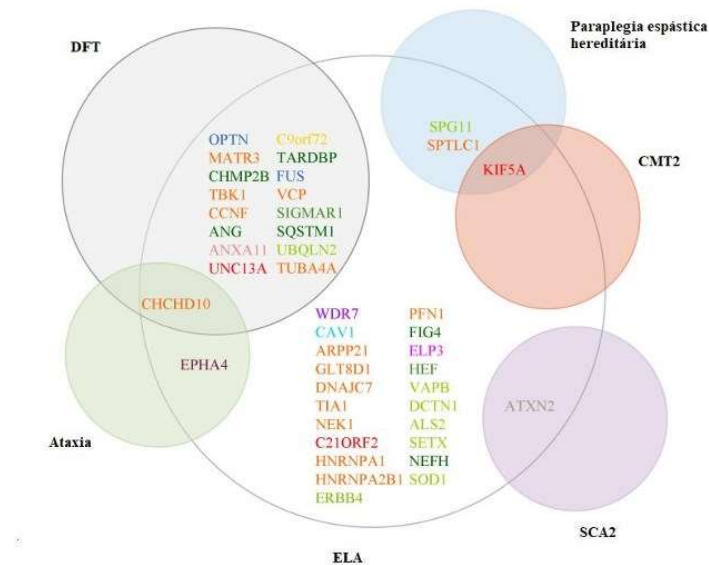 DFT
Paraplegia espástica
hereditária
OPTN C9orf72
MATR3 TARDBP
CHMP2B FUS
TBK1 VCP
CCNF SIGMAR1
ANG SQSTM1
ANXA11 UBQLN2
UNC13A TUBA4A
SPG11
SPTLC1
KIF5A
CMT2
CHCHD10
EPHA4
Ataxia
WDR7 PFN1
CAV1 FIG4
ARPP21 ELP3
GLT8D1 HEF
DNAJC7 VAPB
TIA1 DCTN1
NEK1 ALS2
C21ORF2 SETX
HNRNPA1 NEFH
HNRNPA2B1 SOD1
ERBB4
ATXN2
SCA2
ELA